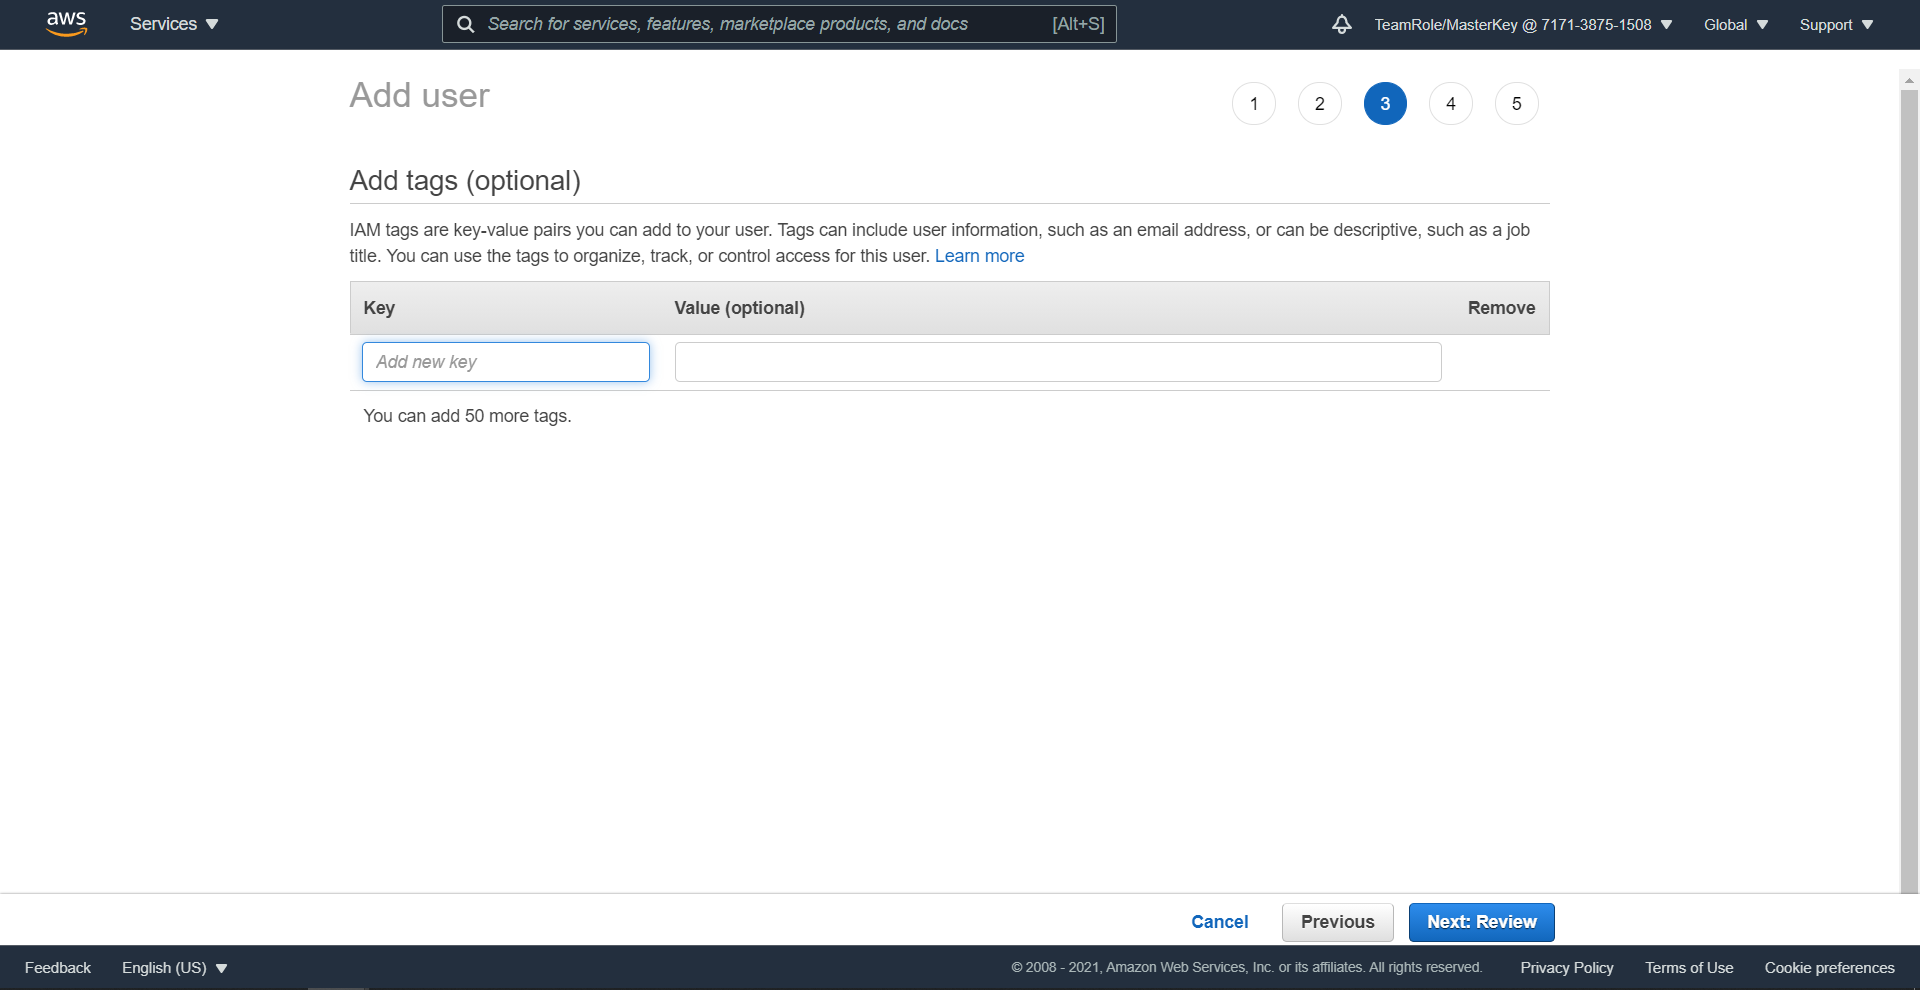 aws
Services
Search for services, features, marketplace products, and docs [Alt+S]
TeamRole/MasterKey @ 7171-3875-1508
Global
Support
Add user
1 2 3 4 5
Add tags (optional)
IAM tags are key-value pairs you can add to your user. Tags can include user information, such as an email address, or can be descriptive, such as a job
title. You can use the tags to organize, track, or control access for this user. Learn more
Key Value (optional) Remove
Add new key
You can add 50 more tags.
Cancel Previous Next: Review
Feedback English (US) © 2008 - 2021, Amazon Web Services, Inc. or its affiliates. All rights reserved. Privacy Policy Terms of Use Cookie preferences